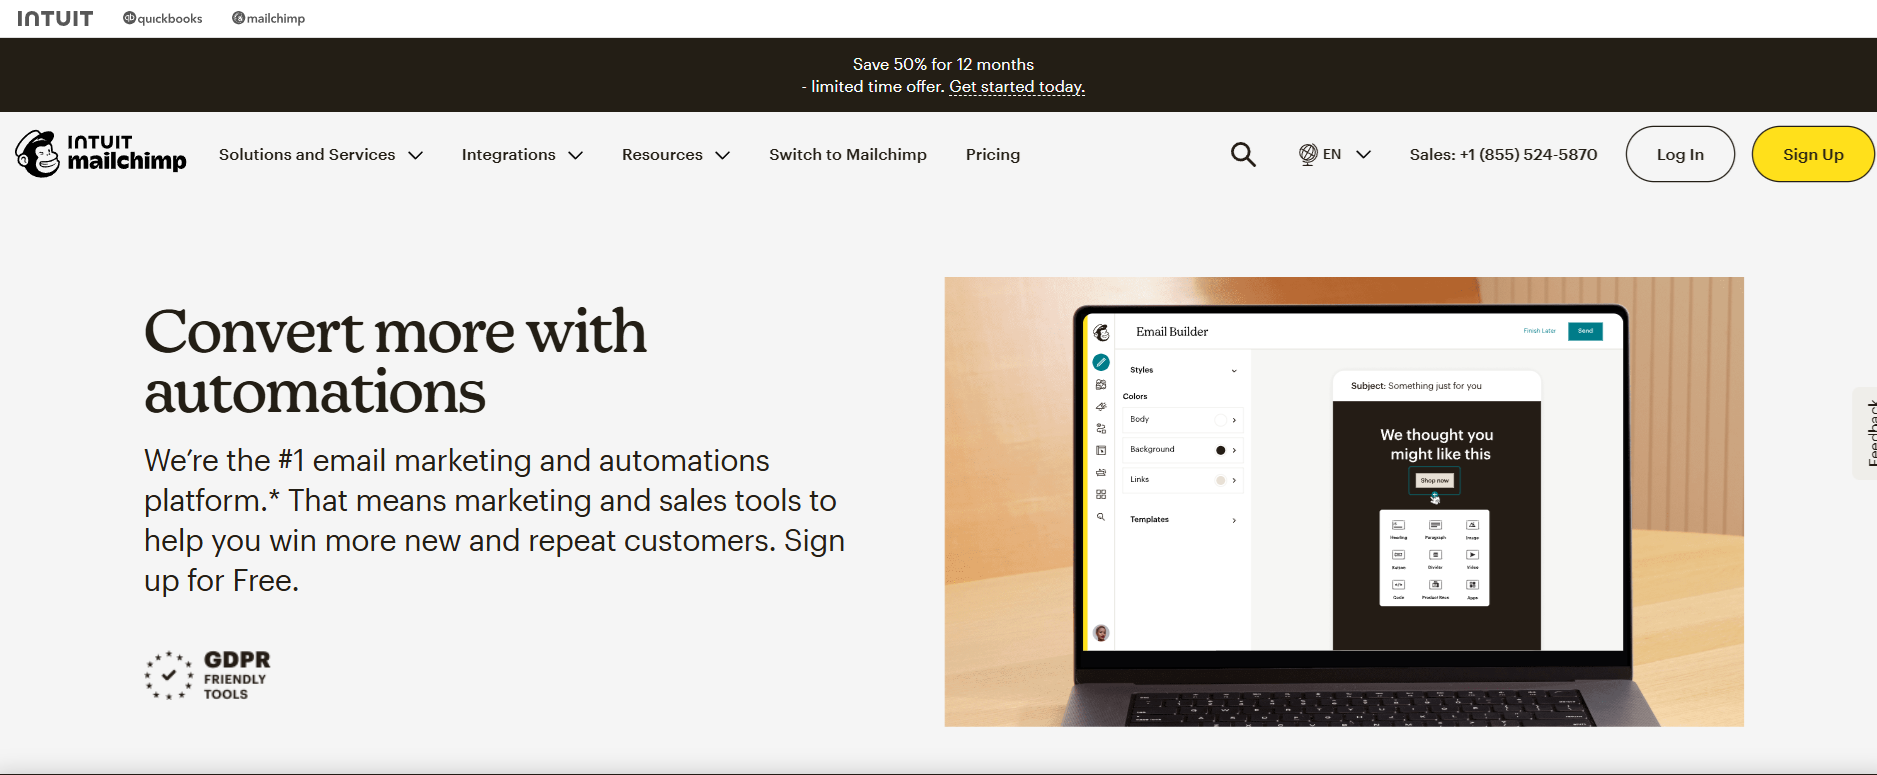 INTUIT
quickbooks
mailchimp
Save 50% for 12 months
- limited time offer. Get started today.
INTUIT
mailchimp
Solutions and Services
Integrations
Resources
Switch to Mailchimp
Pricing
EN
Sales: +1 (855) 524-5870
Log In
Sign Up
Convert more with
automations
We’re the #1 email marketing and automations
platform.* That means marketing and sales tools to
help you win more new and repeat customers. Sign
up for Free.
GDPR
FRIENDLY
TOOLS
Email Builder
Finish Later
Send
Styles
Colors
Body
Background
Links
Templates
Subject: Something just for you
We thought you
might like this
Shop now
Heading
Paragraph
Image
Button
Divider
Video
Code
Product Recs
Apps
Feedback